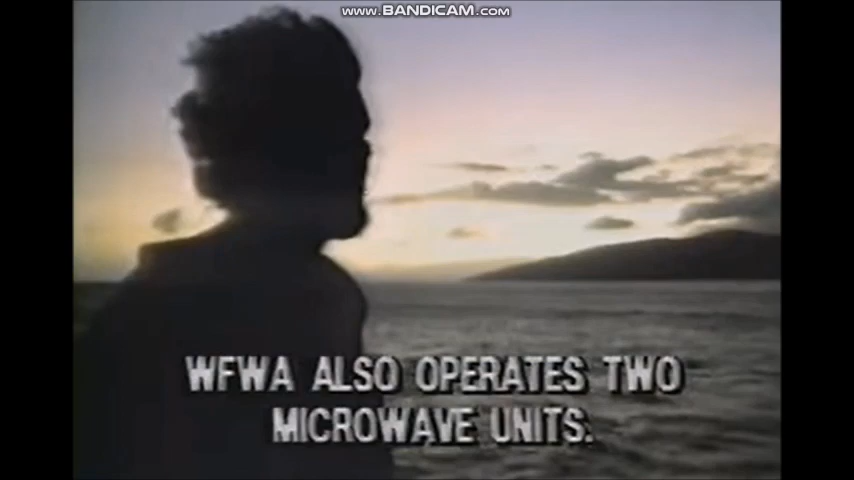 www.BANDICAM.com
WFWA ALSO OPERATES TWO
MICROWAVE UNITS.